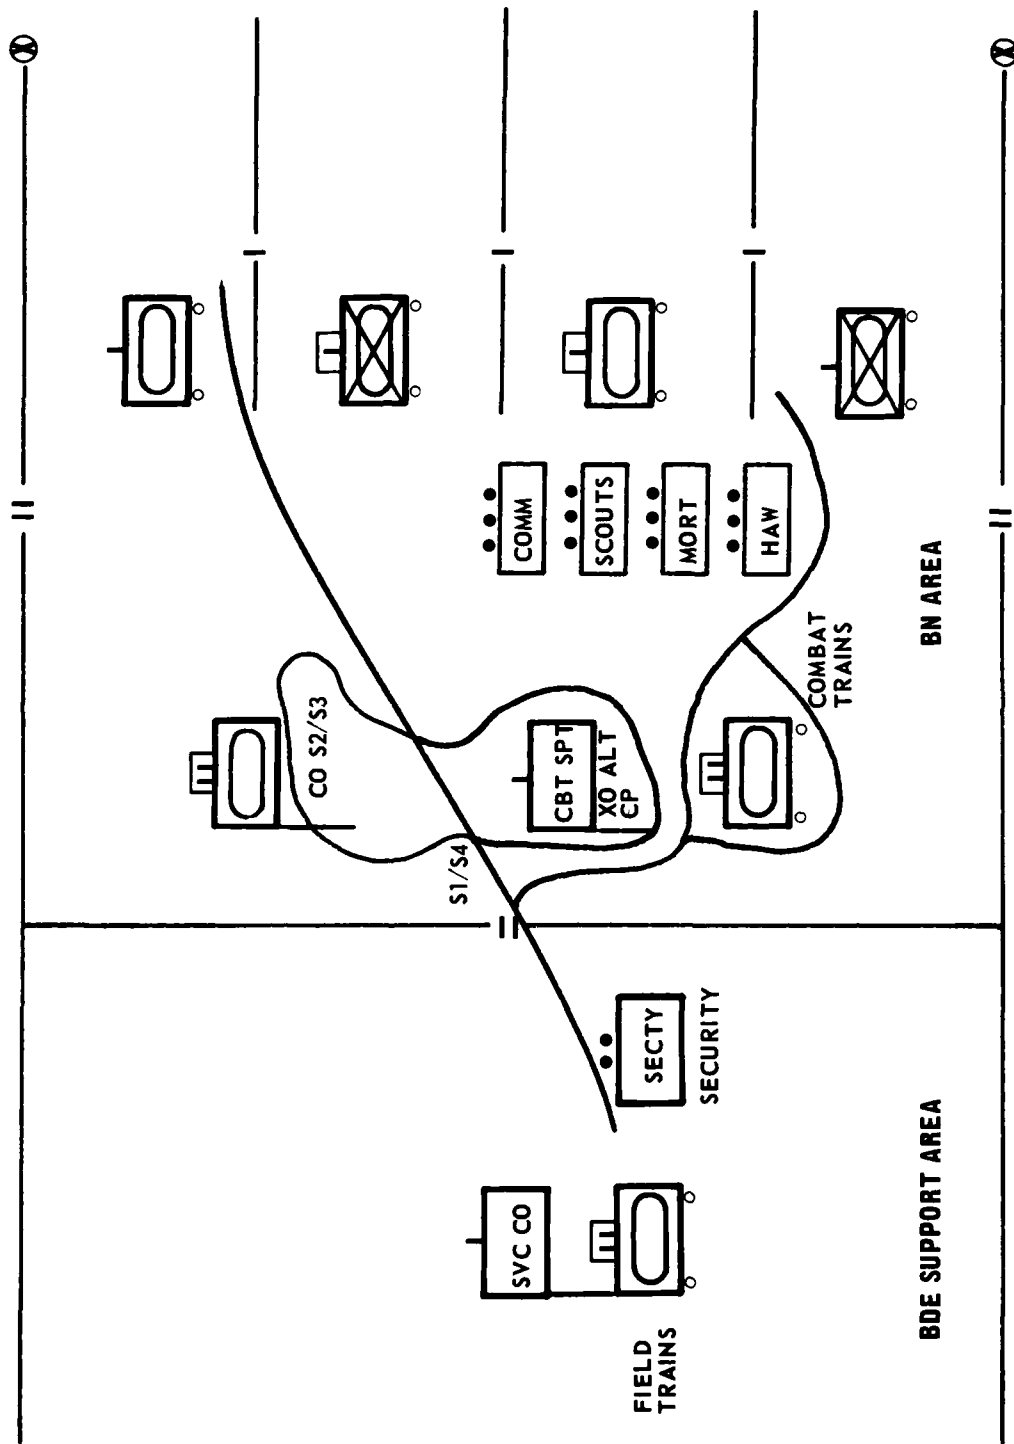 CO S2/S3
S1/S4
CBT SPT
XO ALT
CP
COMM
SCOUTS
MORT
HAW
COMBAT
TRAINS
BN AREA
SVC CO
SECTY
SECURITY
FIELD
TRAINS
BDE SUPPORT AREA
X
X